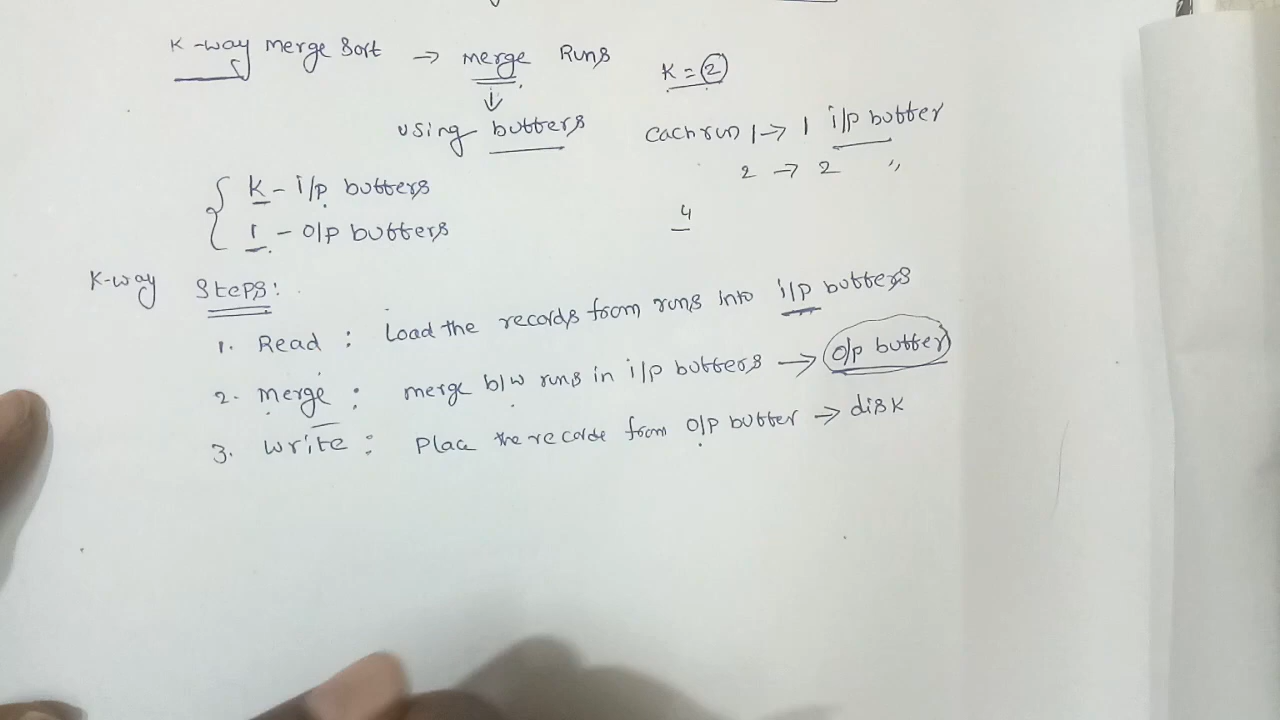 K-way merge Sort → merge Runs K = 2
↓
using buffers
each run 1 → 1 i/p buffer
2 → 2 "
K - i/p buffers
1 - o/p buffers
4
K-way Steps:
1. Read : Load the records from runs into i/p buffers
2. merge : merge b/w runs in i/p buffers → o/p buffer
3. write : Place the records from o/p buffer → disk